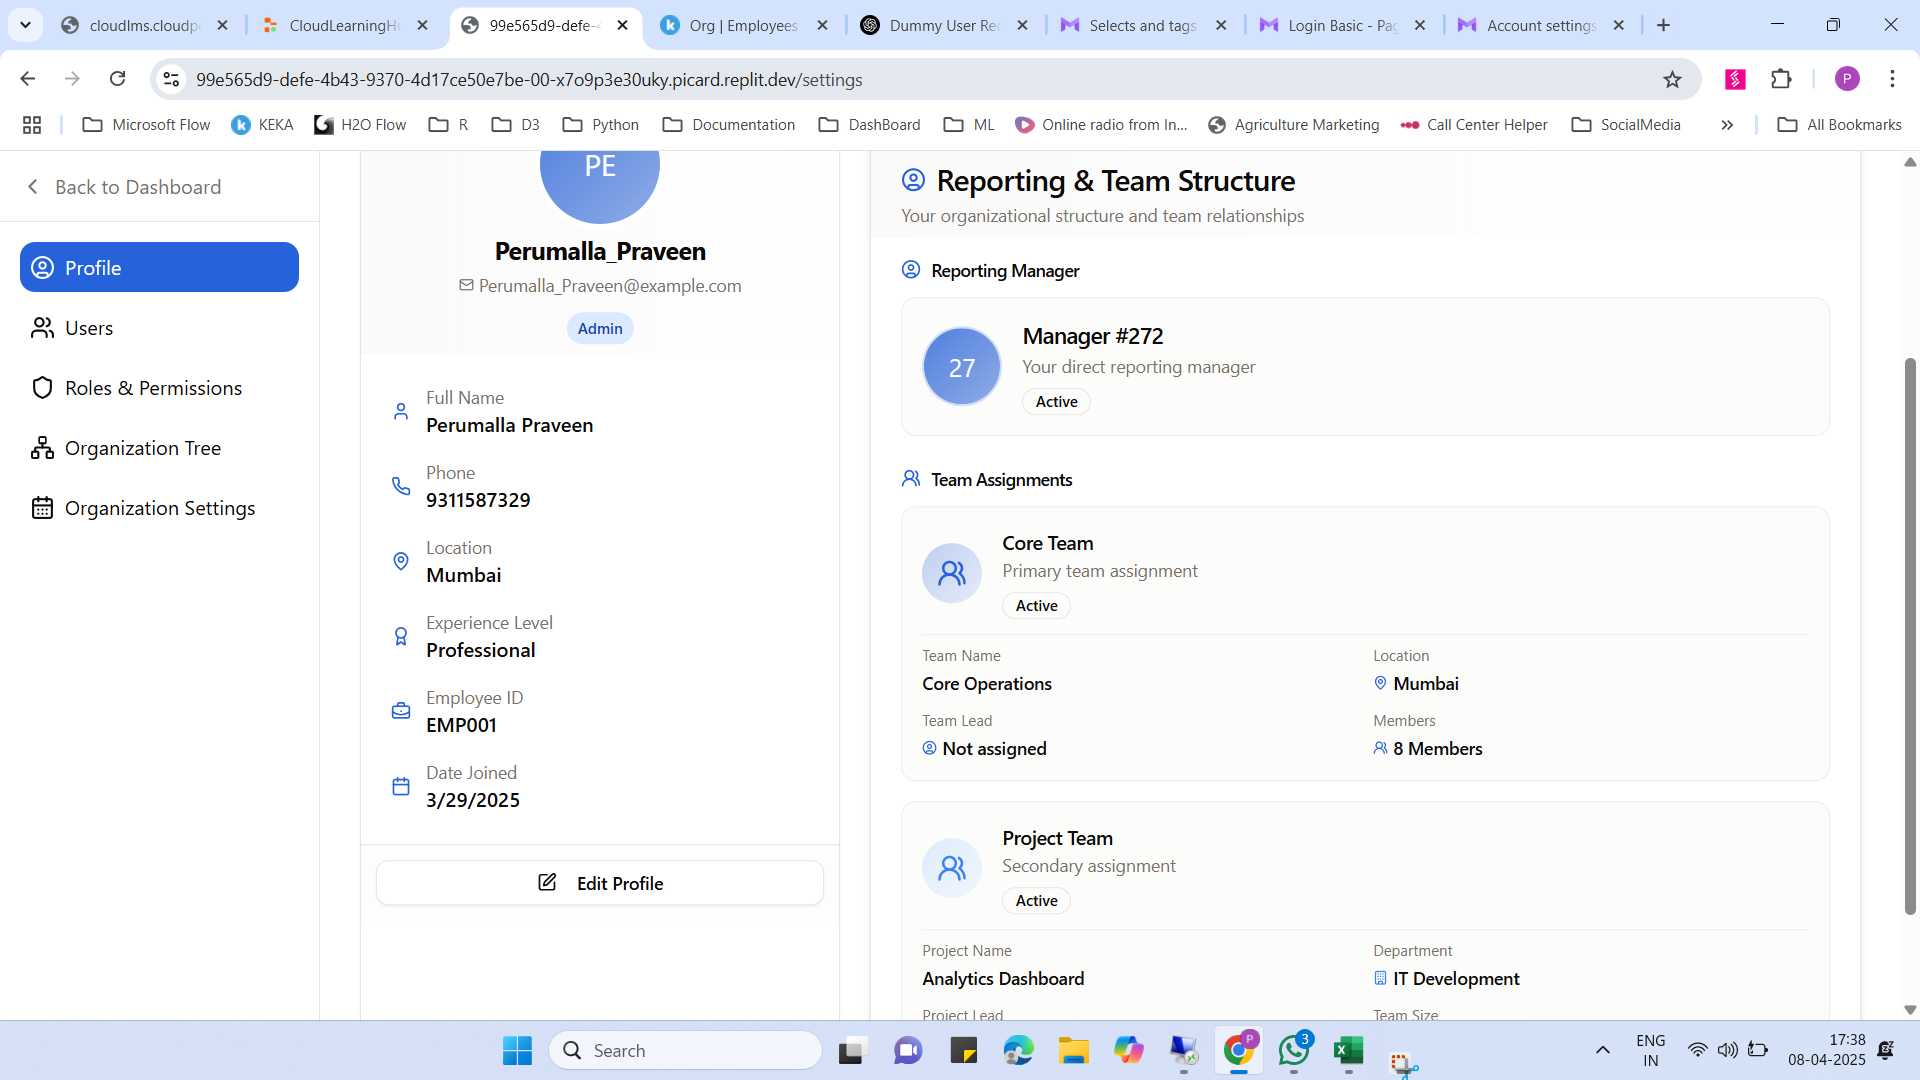 cloudlms.cloudp
CloudLearningHu
99e565d9-defe-4
Org | Employees
Dummy User Rec
Selects and tags
Login Basic - Pag
Account settings
99e565d9-defe-4b43-9370-4d17ce50e7be-00-x7o9p3e30uky.picard.replit.dev/settings
P
Microsoft Flow
KEKA
H2O Flow
R
D3
Python
Documentation
DashBoard
ML
Online radio from In...
Agriculture Marketing
Call Center Helper
SocialMedia
All Bookmarks
Back to Dashboard
Profile
Users
Roles & Permissions
Organization Tree
Organization Settings
PE
Perumalla_Praveen
Perumalla_Praveen@example.com
Admin
Full Name
Perumalla Praveen
Phone
9311587329
Location
Mumbai
Experience Level
Professional
Employee ID
EMP001
Date Joined
3/29/2025
Edit Profile
Reporting & Team Structure
Your organizational structure and team relationships
Reporting Manager
27
Manager #272
Your direct reporting manager
Active
Team Assignments
Core Team
Primary team assignment
Active
Team Name
Core Operations
Location
Mumbai
Team Lead
Not assigned
Members
8 Members
Project Team
Secondary assignment
Active
Project Name
Analytics Dashboard
Department
IT Development
Project Lead
Team Size
Search
P
3
ENG
IN
17:38
08-04-2025